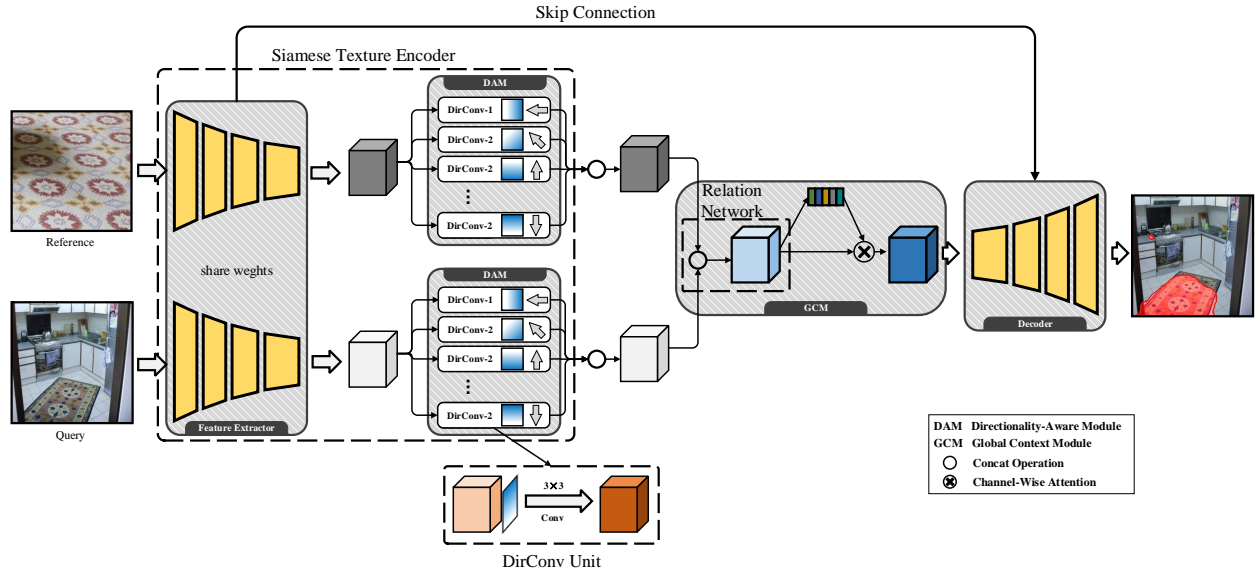 Skip Connection
Siamese Texture Encoder
DAM
DirConv-1
DirConv-2
DirConv-2
⋮
DirConv-2
Reference
share weghts
Relation
Network
GCM
Decoder
DAM
DirConv-1
DirConv-2
DirConv-2
⋮
DirConv-2
Feature Extractor
Query
3×3
Conv
DirConv Unit
DAM Directionality-Aware Module
GCM Global Context Module
Concat Operation
Channel-Wise Attention